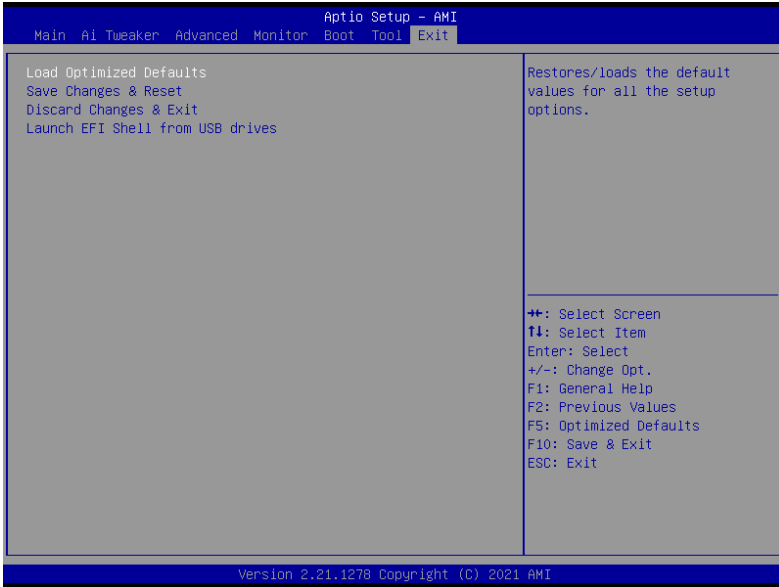 Aptio Setup – AMI
Main Ai Tweaker Advanced Monitor Boot Tool Exit
Load Optimized Defaults
Save Changes & Reset
Discard Changes & Exit
Launch EFI Shell from USB drives
Restores/loads the default
values for all the setup
options.
→←: Select Screen
↑↓: Select Item
Enter: Select
+/-: Change Opt.
F1: General Help
F2: Previous Values
F5: Optimized Defaults
F10: Save & Exit
ESC: Exit
Version 2.21.1278 Copyright (C) 2021 AMI